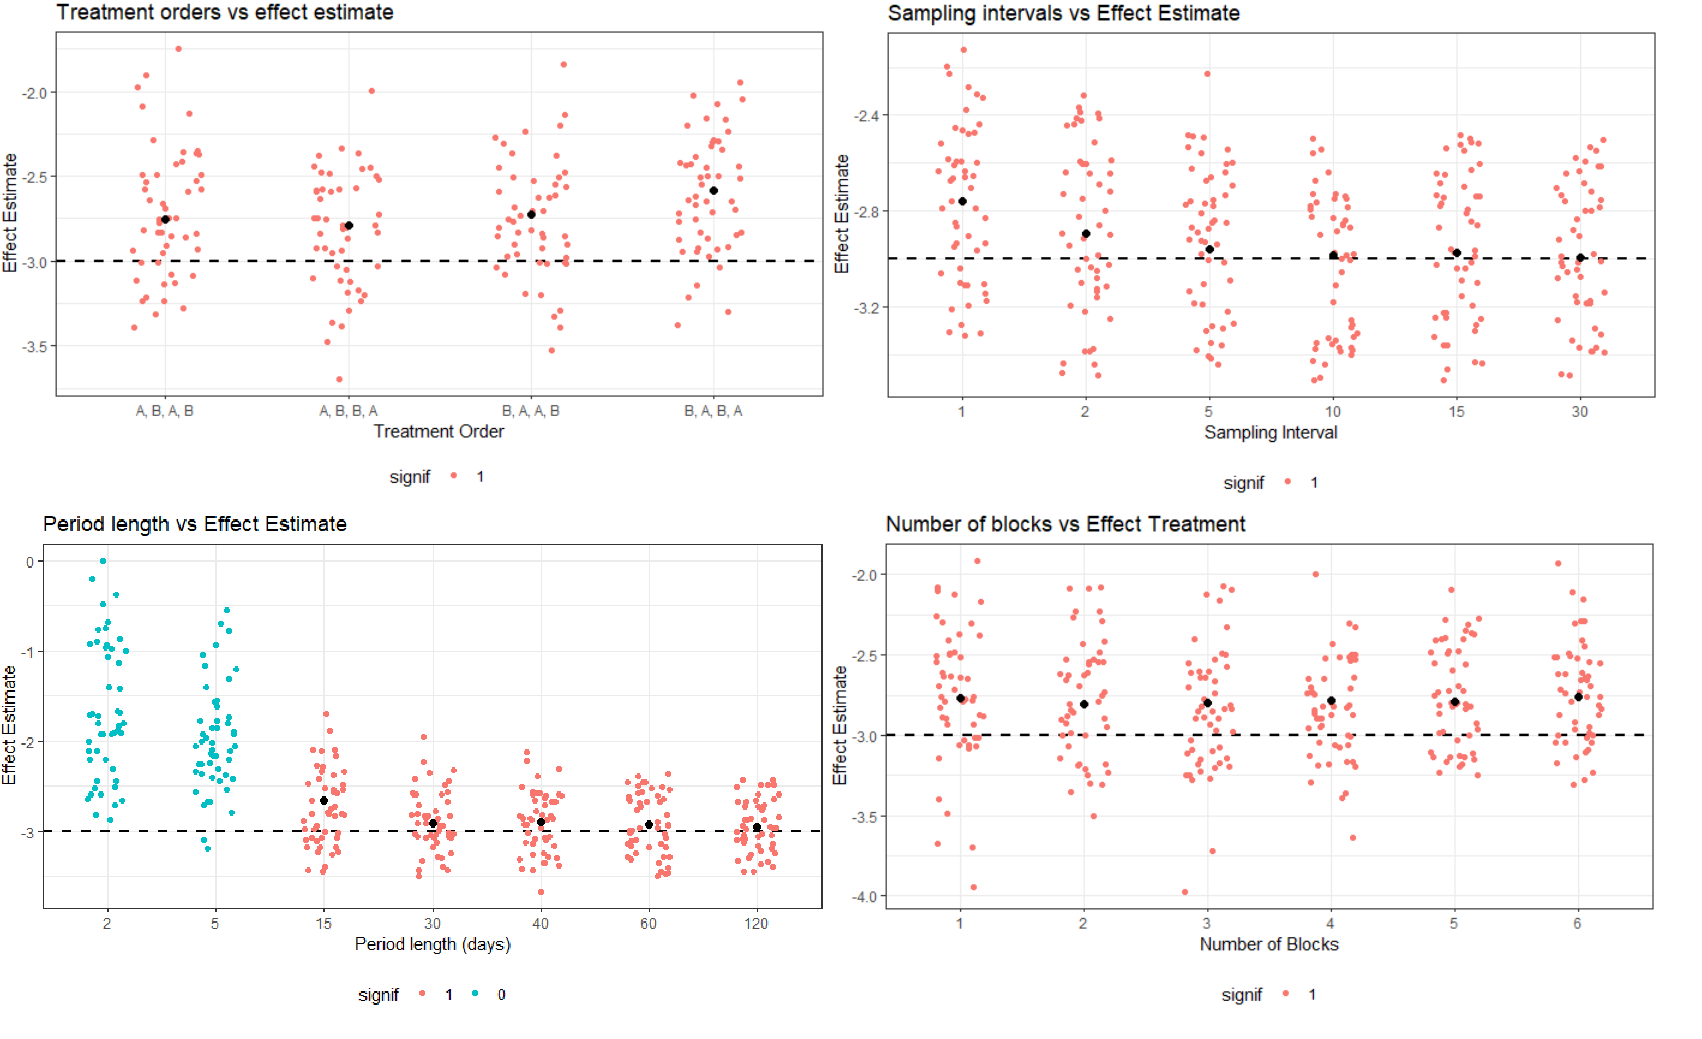 Treatment orders vs effect estimate
Effect Estimate
-2.0
-2.5
-3.0
-3.5
A, B, A, B
A, B, B, A
B, A, A, B
B, A, B, A
Treatment Order
signif 1
Sampling intervals vs Effect Estimate
Effect Estimate
-2.4
-2.8
-3.2
1 2 5 10 15 30
Sampling Interval
signif 1
Period length vs Effect Estimate
Effect Estimate
0
-1
-2
-3
2 5 15 30 40 60 120
Period length (days)
signif 1 0
Number of blocks vs Effect Treatment
Effect Estimate
-2.0
-2.5
-3.0
-3.5
-4.0
1 2 3 4 5 6
Number of Blocks
signif 1